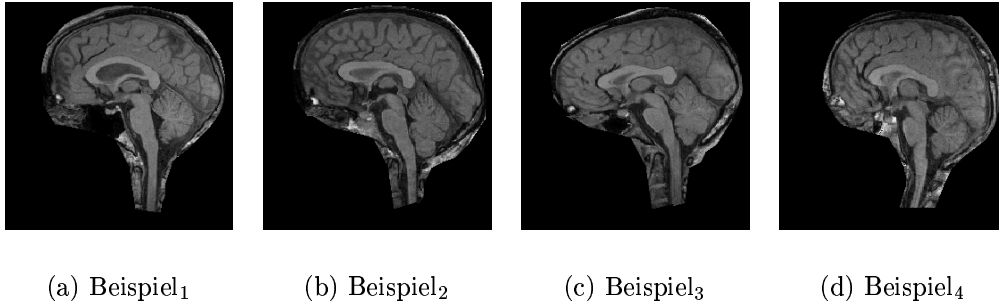 (a) Beispiel₁ (b) Beispiel₂ (c) Beispiel₃ (d) Beispiel₄